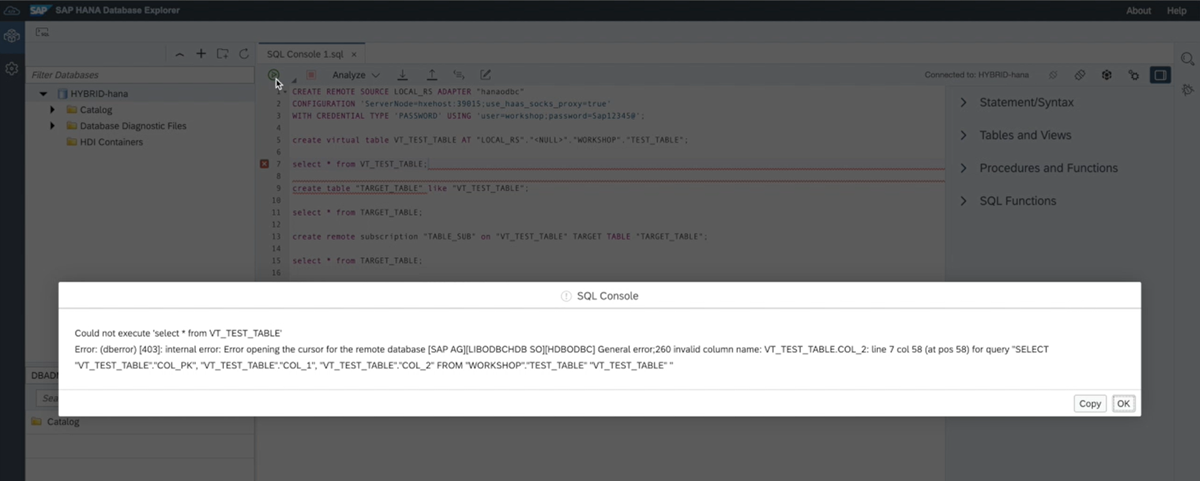 SAP SAP HANA Database Explorer
About Help
SQL Console 1.sql ×
Filter Databases
Analyze
Connected to: HYBRID-hana
HYBRID-hana
Catalog
Database Diagnostic Files
HDI Containers
1 CREATE REMOTE SOURCE LOCAL_RS ADAPTER "hanaodbc"
2 CONFIGURATION 'ServerNode=hxehost:39015;use_haas_socks_proxy=true'
3 WITH CREDENTIAL TYPE 'PASSWORD' USING 'user=workshop;password=Sap12345@';
4
5 create virtual table VT_TEST_TABLE AT "LOCAL_RS"."<NULL>"."WORKSHOP"."TEST_TABLE";
6
7 select * from VT_TEST_TABLE;
8
9 create table "TARGET_TABLE" like "VT_TEST_TABLE";
10
11 select * from TARGET_TABLE;
12
13 create remote subscription "TABLE_SUB" on "VT_TEST_TABLE" TARGET TABLE "TARGET_TABLE";
14
15 select * from TARGET_TABLE;
16
Statement/Syntax
Tables and Views
Procedures and Functions
SQL Functions
SQL Console
Could not execute 'select * from VT_TEST_TABLE'
Error: (dberror) [403]: internal error: Error opening the cursor for the remote database [SAP AG][LIBODBCHDB SO][HDBODBC] General error;260 invalid column name: VT_TEST_TABLE.COL_2: line 7 col 58 (at pos 58) for query "SELECT
"VT_TEST_TABLE"."COL_PK", "VT_TEST_TABLE"."COL_1", "VT_TEST_TABLE"."COL_2" FROM "WORKSHOP"."TEST_TABLE" "VT_TEST_TABLE" "
Copy OK
DBADM
Sea
Catalog